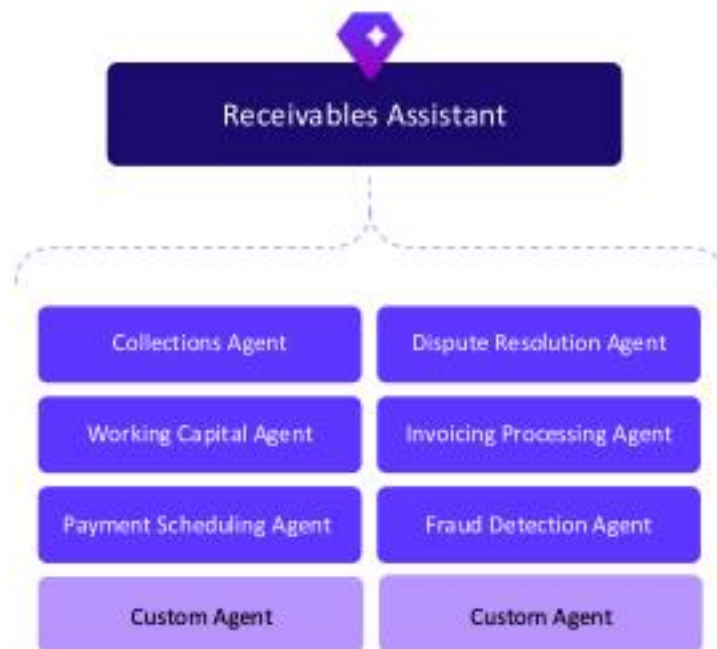 Receivables Assistant
Collections Agent
Dispute Resolution Agent
Working Capital Agent
Invoicing Processing Agent
Payment Scheduling Agent
Fraud Detection Agent
Custom Agent
Custom Agent